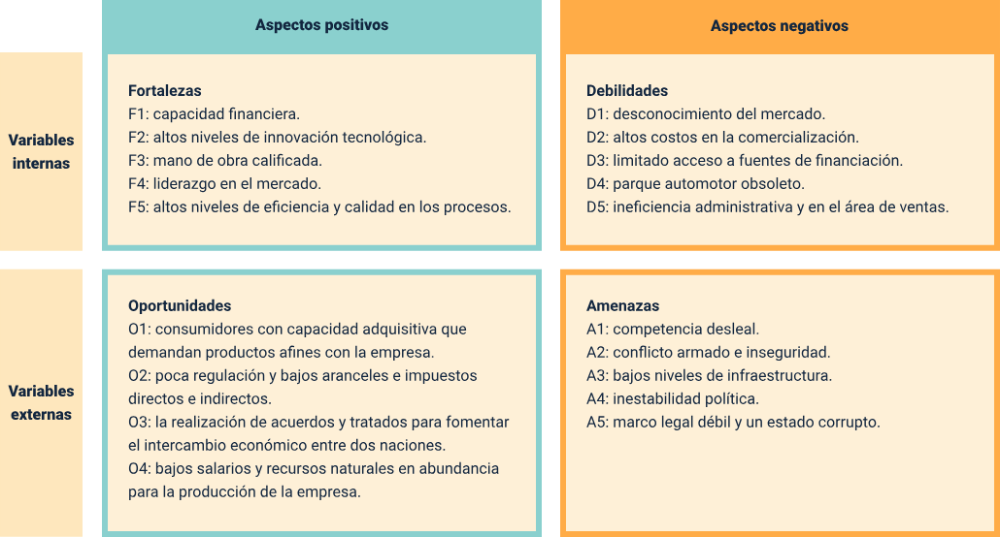 Aspectos positivos
Aspectos negativos
Variables
internas
Fortalezas
F1: capacidad financiera.
F2: altos niveles de innovación tecnológica.
F3: mano de obra calificada.
F4: liderazgo en el mercado.
F5: altos niveles de eficiencia y calidad en los procesos.
Debilidades
D1: desconocimiento del mercado.
D2: altos costos en la comercialización.
D3: limitado acceso a fuentes de financiación.
D4: parque automotor obsoleto.
D5: ineficiencia administrativa y en el área de ventas.
Variables
externas
Oportunidades
O1: consumidores con capacidad adquisitiva que
demandan productos afines con la empresa.
O2: poca regulación y bajos aranceles e impuestos
directos e indirectos.
O3: la realización de acuerdos y tratados para fomentar
el intercambio económico entre dos naciones.
O4: bajos salarios y recursos naturales en abundancia
para la producción de la empresa.
Amenazas
A1: competencia desleal.
A2: conflicto armado e inseguridad.
A3: bajos niveles de infraestructura.
A4: inestabilidad política.
A5: marco legal débil y un estado corrupto.